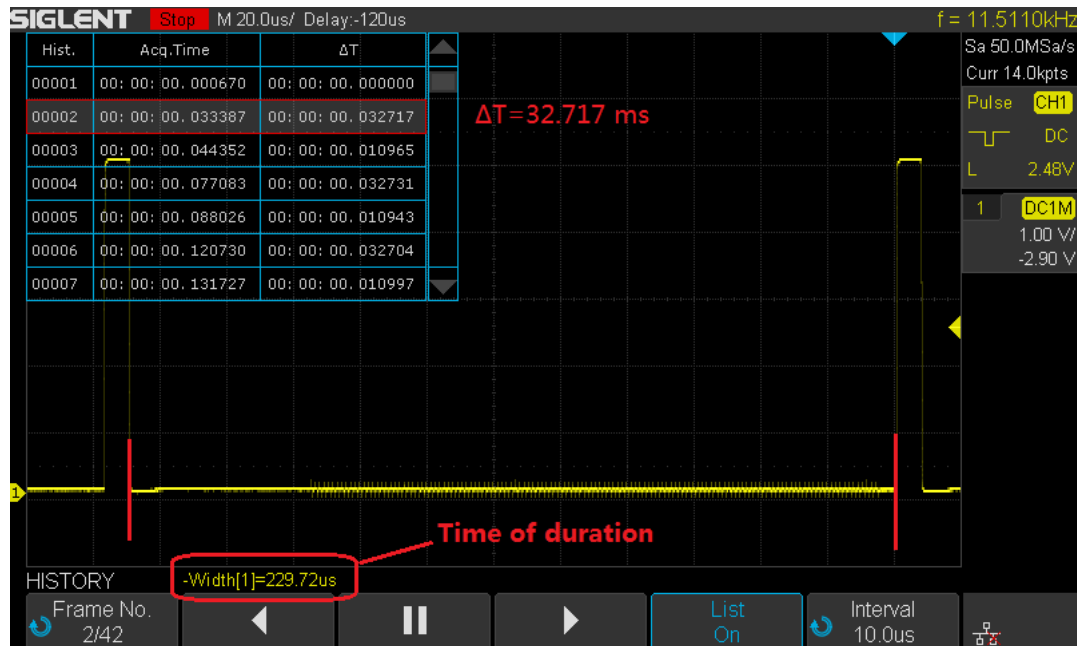 SIGLENT Stop M 20.0us/ Delay:-120us f = 11.5110kHz
Hist. Acq.Time ΔT
00001 00: 00: 00. 000670 00: 00: 00. 000000
00002 00: 00: 00. 033387 00: 00: 00. 032717
00003 00: 00: 00. 044352 00: 00: 00. 010965
00004 00: 00: 00. 077083 00: 00: 00. 032731
00005 00: 00: 00. 088026 00: 00: 00. 010943
00006 00: 00: 00. 120730 00: 00: 00. 032704
00007 00: 00: 00. 131727 00: 00: 00. 010997
ΔT=32.717 ms
Sa 50.0MSa/s
Curr 14.0kpts
Pulse CH1
DC
L 2.48V
1 DC1M
1.00 V/
-2.90 V
1
Time of duration
HISTORY -Width[1]=229.72us
Frame No.
2/42
List
On
Interval
10.0us